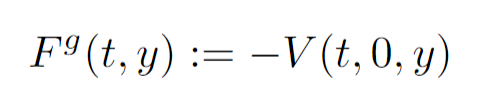 F^g(t, y) := −V(t, 0, y)